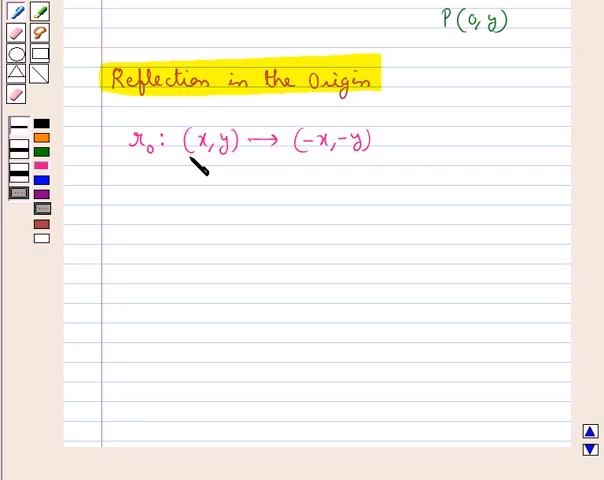 P(0, y)
Reflection in the Origin
r₀ : (x, y) → (-x, -y)